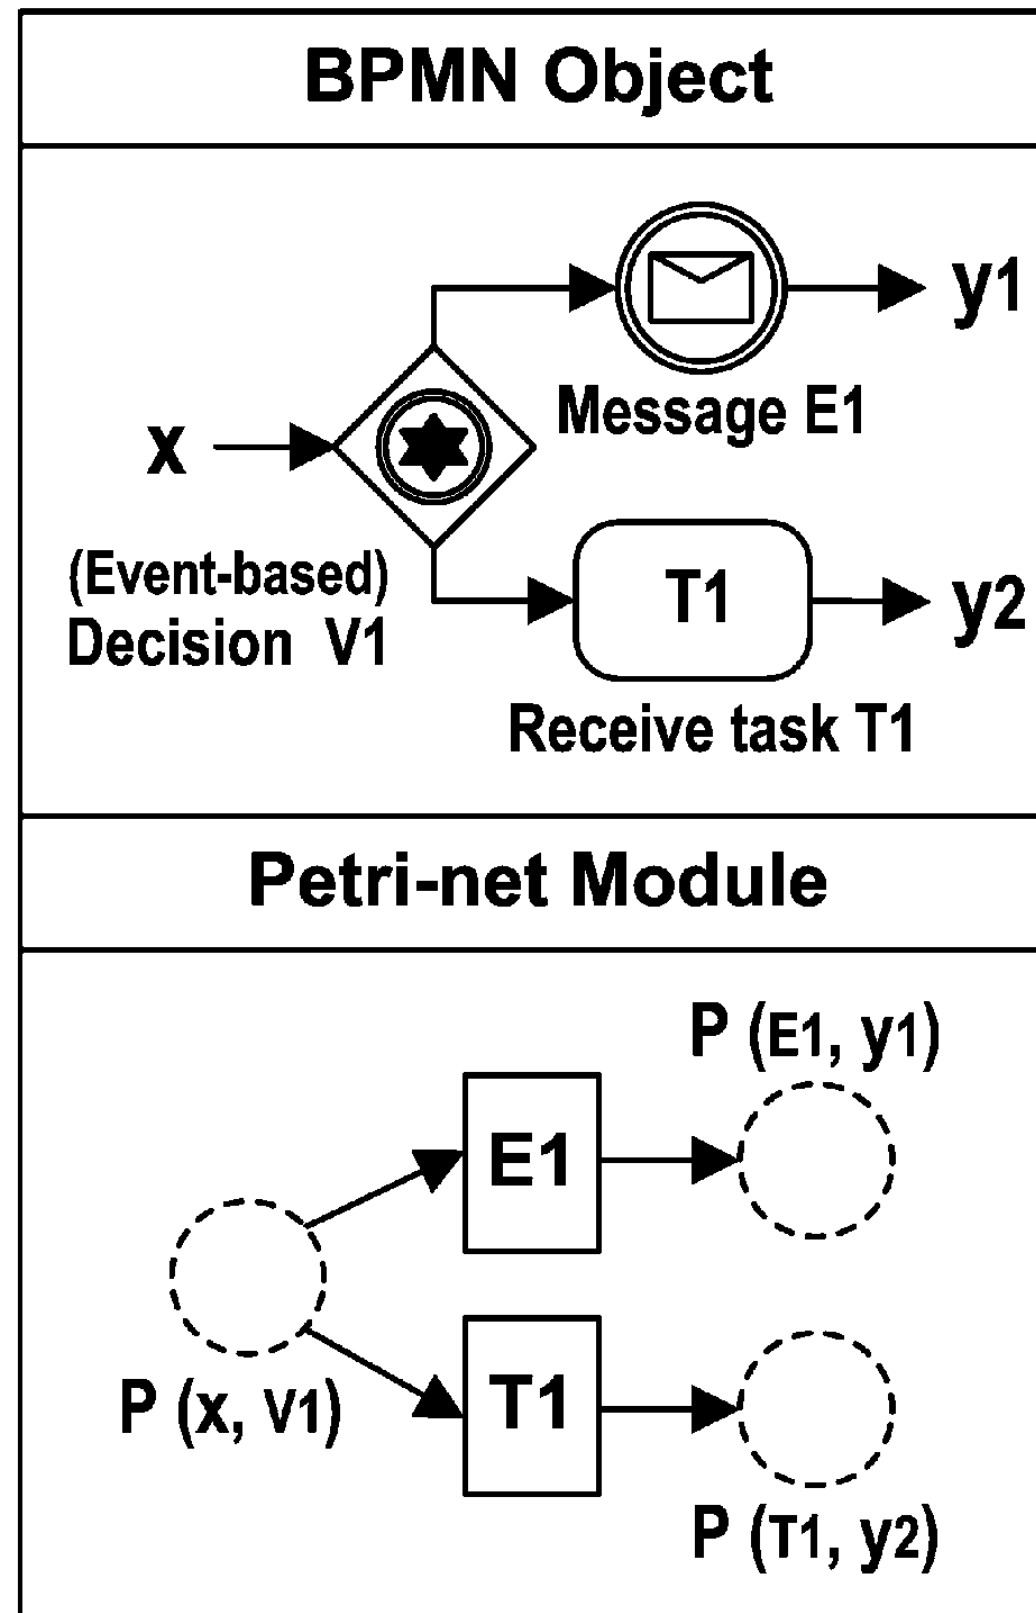 BPMN Object
y1
Message E1
x
(Event-based)
Decision V1
T1
y2
Receive task T1
Petri-net Module
P (E1, y1)
E1
P (x, V1)
T1
P (T1, y2)